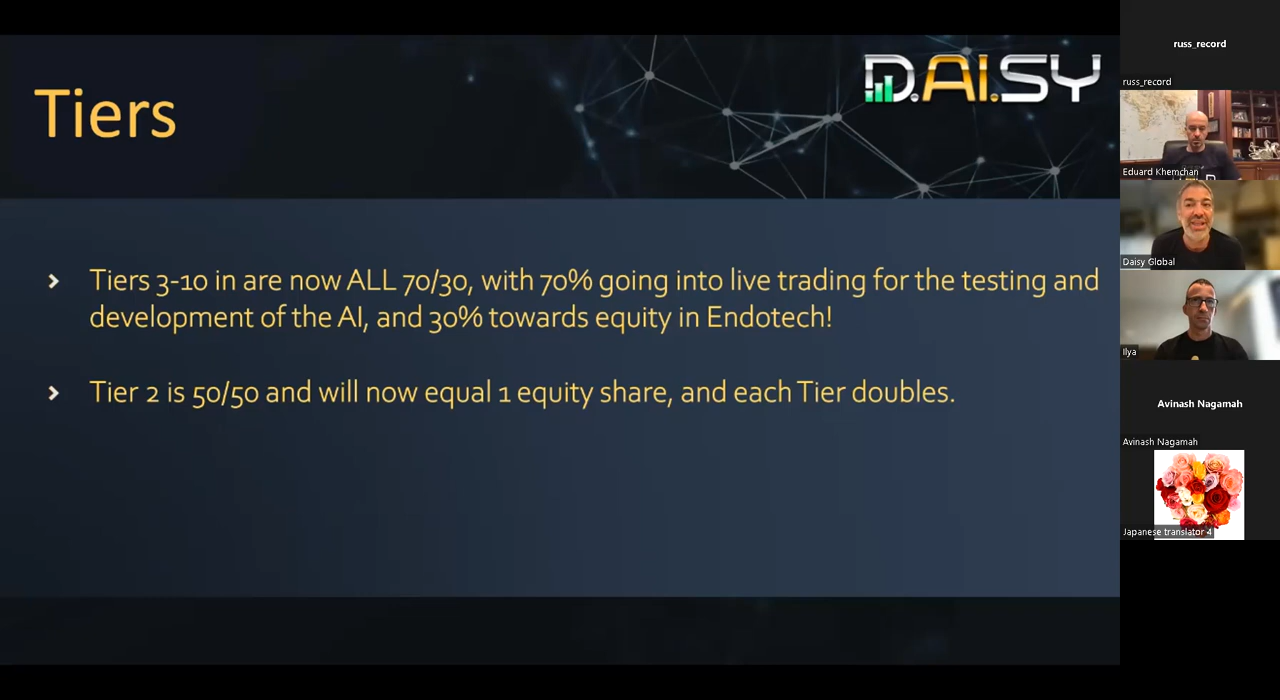 Tiers
D.AI.SY
Tiers 3-10 in are now ALL 70/30, with 70% going into live trading for the testing and
development of the AI, and 30% towards equity in Endotech!
Tier 2 is 50/50 and will now equal 1 equity share, and each Tier doubles.
russ_record
russ_record
Eduard Khemchan
Daisy Global
Ilya
Avinash Nagamah
Avinash Nagamah
Japanese translator 4